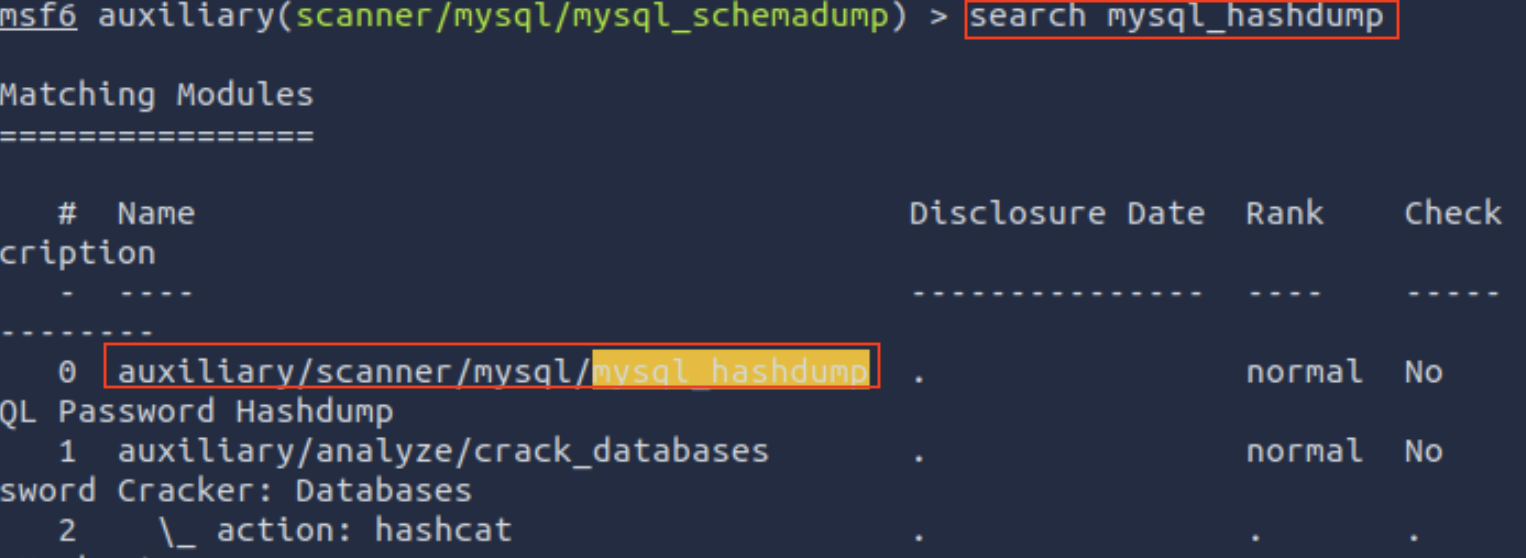 msf6 auxiliary(scanner/mysql/mysql_schemadump) > search mysql_hashdump
Matching Modules
================
# Name Disclosure Date Rank Check
cription
- ---- --------------- ---- -----
--------
0 auxiliary/scanner/mysql/mysql_hashdump . normal No
QL Password Hashdump
1 auxiliary/analyze/crack_databases . normal No
sword Cracker: Databases
2 \_ action: hashcat . . .